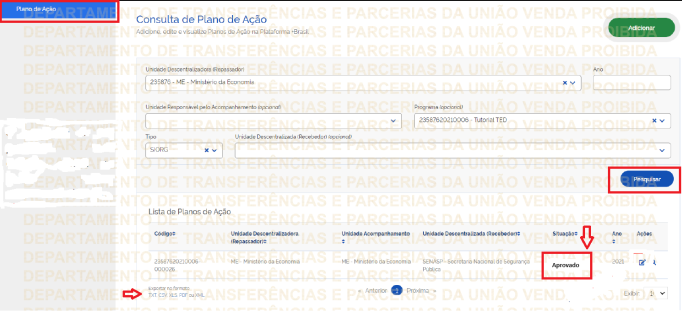 Plano de Ação
Consulta de Plano de Ação
Adicione, edite e visualize Planos de Ação na Plataforma +Brasil.
Adicionar
Unidade Descentralizadora (Repassador)
Ano
235876 - ME - Ministério da Economia
Unidade Responsável pelo Acompanhamento (opcional)
Programa (opcional)
23587620210006 - Tutorial TED
Tipo
Unidade Descentralizada (Recebedor) (opcional)
SIORG
Pesquisar
Lista de Planos de Ação
Código Unidade Descentralizadora (Repassador) Unidade Acompanhamento Unidade Descentralizada (Recebedor) Situação Ano Ações
23587620210006-000026 ME - Ministério da Economia ME - Ministério da Economia SENASP - Secretaria Nacional de Segurança Pública Aprovado 2021
Exportar no formato
TXT, CSV, XLS, PDF ou XML
« Anterior 1 Próxima »
Exibir
DEPARTAMENTO DE TRANSFERÊNCIAS E PARCERIAS DA UNIÃO VENDA PROIBIDA